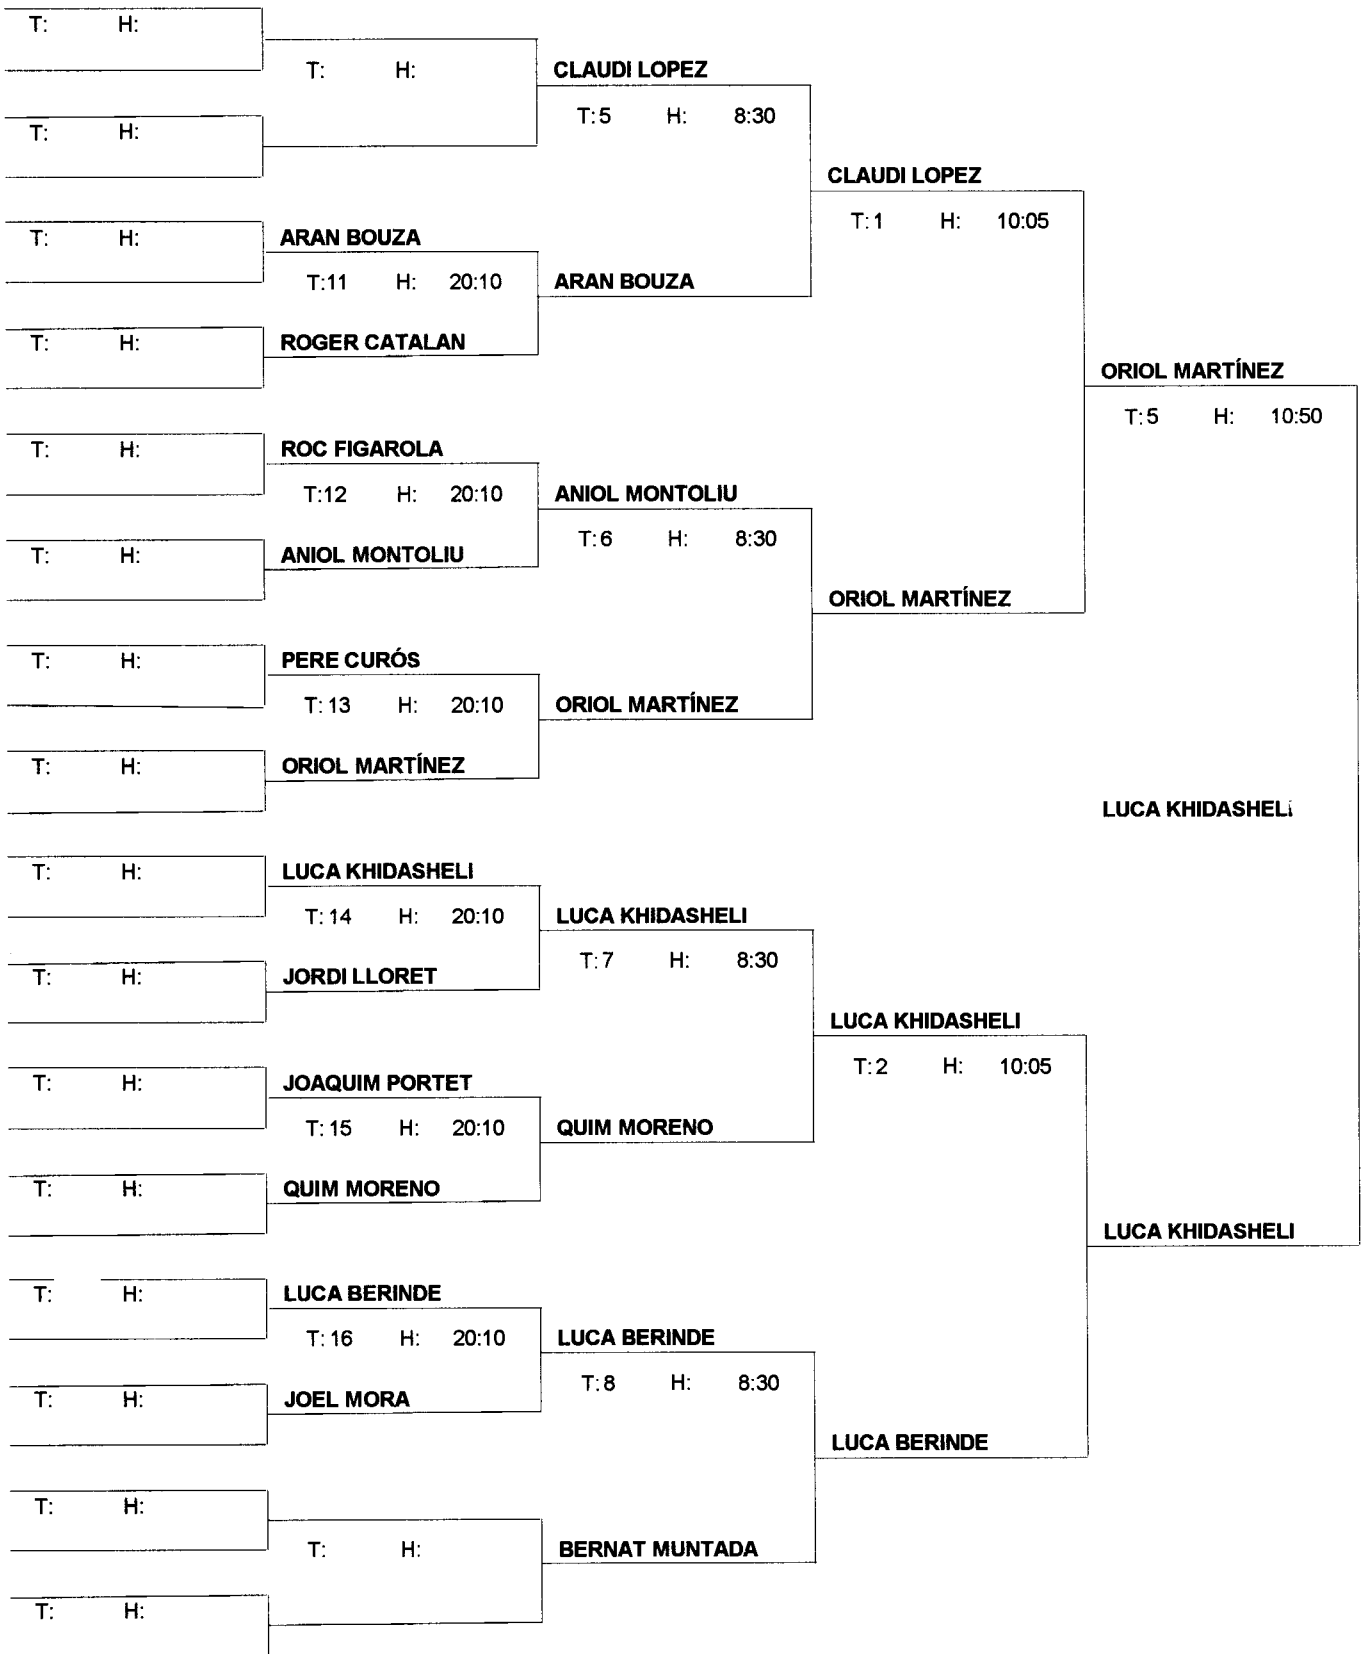 T: H:
T: H: CLAUDI LOPEZ
T:5 H: 8:30
T: H:
CLAUDI LOPEZ
T:1 H: 10:05
T: H: ARAN BOUZA
T:11 H: 20:10 ARAN BOUZA
T: H: ROGER CATALAN
ORIOL MARTÍNEZ
T:5 H: 10:50
T: H: ROC FIGAROLA
T:12 H: 20:10 ANIOL MONTOLIU
T:6 H: 8:30
T: H: ANIOL MONTOLIU
ORIOL MARTÍNEZ
T: H: PERE CURÓS
T:13 H: 20:10 ORIOL MARTÍNEZ
T: H: ORIOL MARTÍNEZ
LUCA KHIDASHELI
T: H: LUCA KHIDASHELI
T:14 H: 20:10 LUCA KHIDASHELI
T:7 H: 8:30
T: H: JORDI LLORET
LUCA KHIDASHELI
T:2 H: 10:05
T: H: JOAQUIM PORTET
T:15 H: 20:10 QUIM MORENO
T: H: QUIM MORENO
LUCA KHIDASHELI
T: H: LUCA BERINDE
T:16 H: 20:10 LUCA BERINDE
T:8 H: 8:30
T: H: JOEL MORA
LUCA BERINDE
T: H:
T: H: BERNAT MUNTADA
T: H: